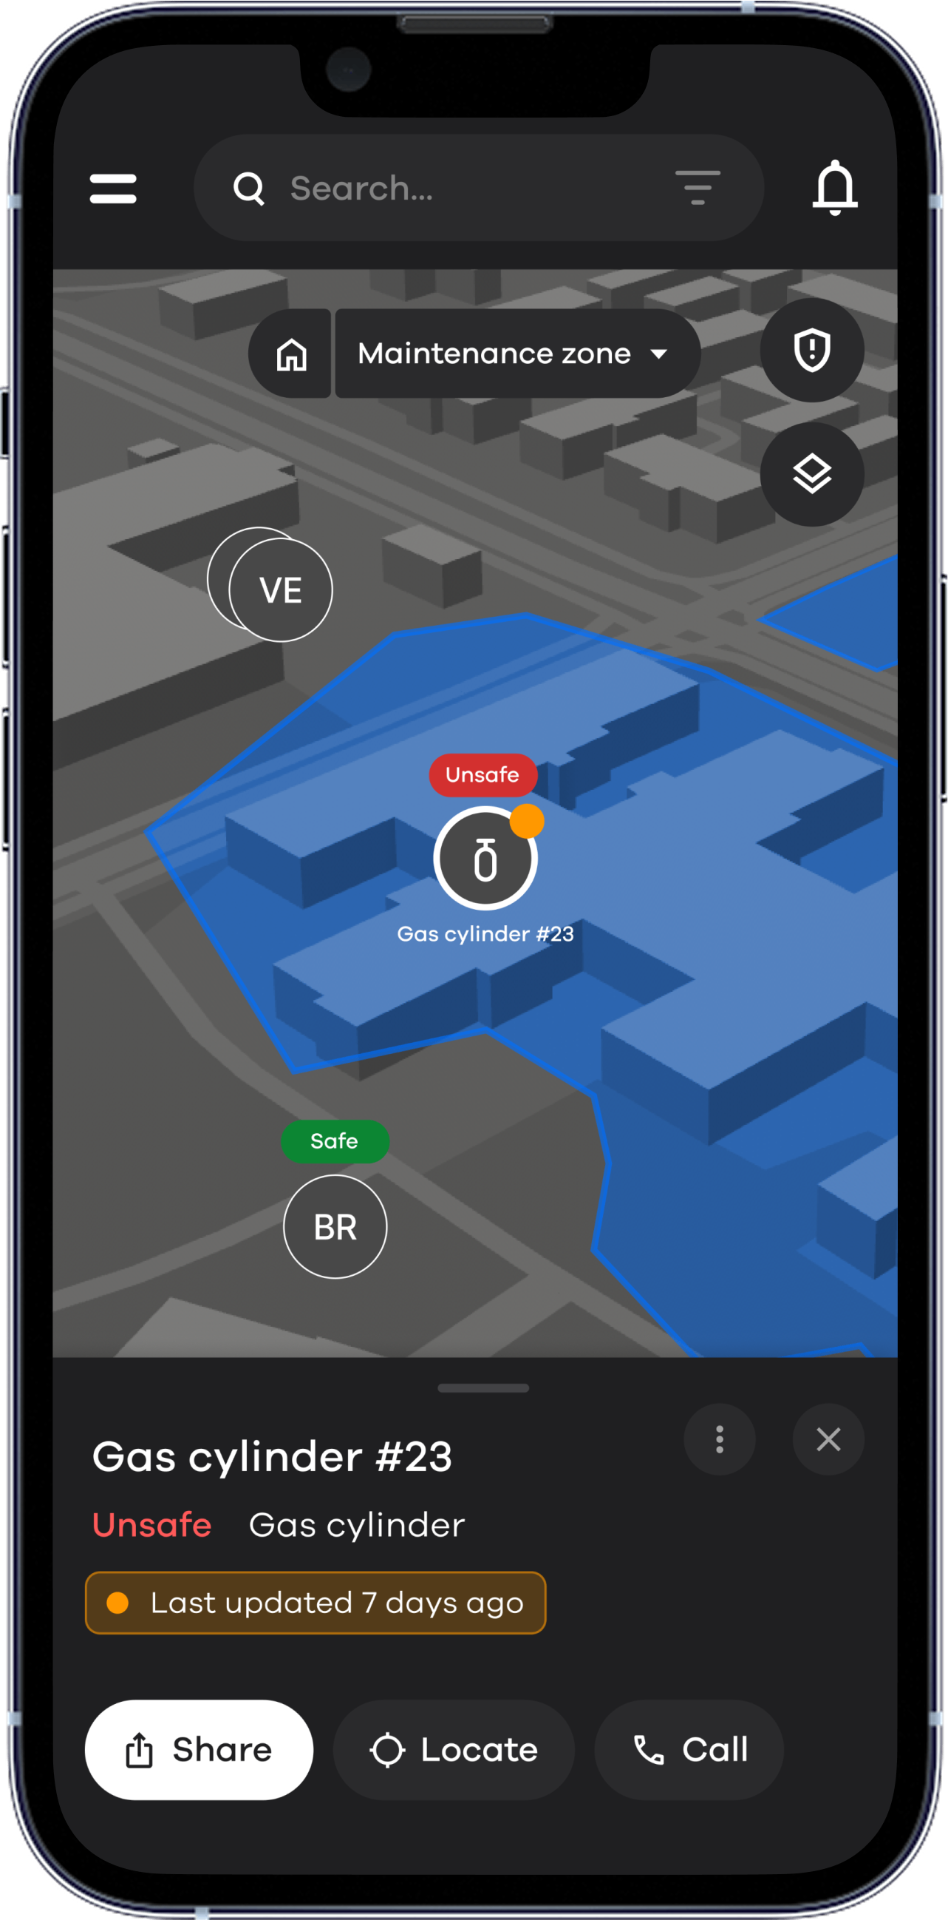 Search...
Maintenance zone
VE
Unsafe
Gas cylinder #23
Safe
BR
Gas cylinder #23
Unsafe Gas cylinder
Last updated 7 days ago
Share Locate Call